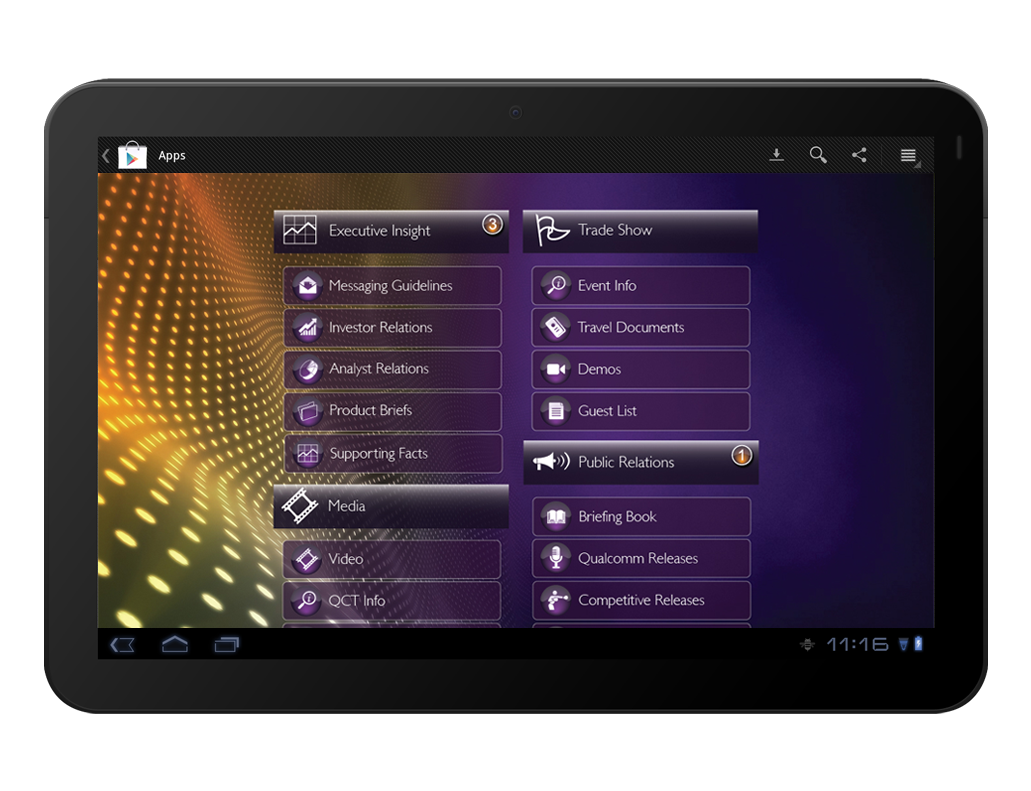 Apps
Executive Insight
3
Messaging Guidelines
Investor Relations
Analyst Relations
Product Briefs
Supporting Facts
Media
Video
QCT Info
Trade Show
Event Info
Travel Documents
Demos
Guest List
Public Relations
1
Briefing Book
Qualcomm Releases
Competitive Releases
11:16